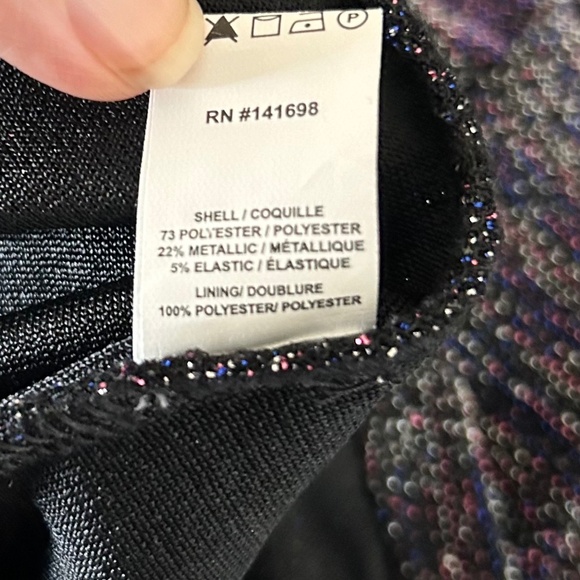 P
RN #141698
SHELL / COQUILLE
73 POLYESTER / POLYESTER
22% METALLIC / MÉTALLIQUE
5% ELASTIC / ÉLASTIQUE
LINING/ DOUBLURE
100% POLYESTER/ POLYESTER